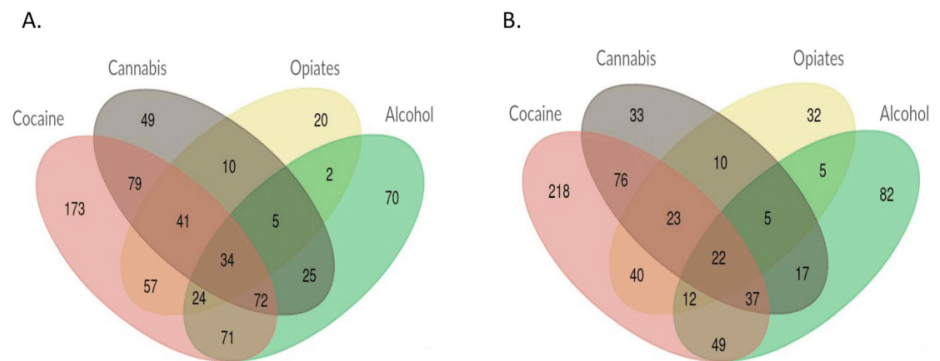 A. B.
Cannabis Opiates Cannabis Opiates
Cocaine 49 20 Alcohol Cocaine 33 32 Alcohol
79 10 2 70 76 10 5 82
173 41 5 218 23 5
34 25 22 17
57 24 72 40 12 37
71 49